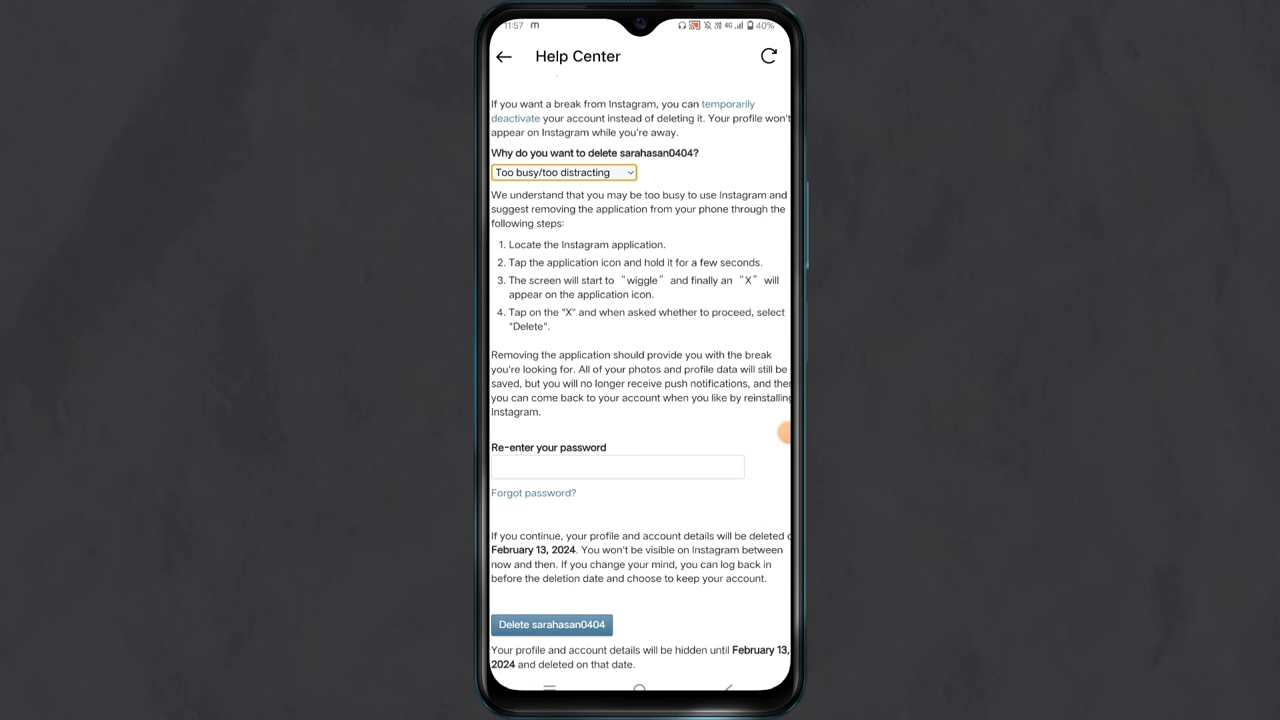 11:57 m 4G 40%
Help Center
If you want a break from Instagram, you can temporarily
deactivate your account instead of deleting it. Your profile won't
appear on Instagram while you're away.
Why do you want to delete sarahasan0404?
Too busy/too distracting
We understand that you may be too busy to use Instagram and
suggest removing the application from your phone through the
following steps:
1. Locate the Instagram application.
2. Tap the application icon and hold it for a few seconds.
3. The screen will start to “wiggle” and finally an “X” will
appear on the application icon.
4. Tap on the "X" and when asked whether to proceed, select
"Delete".
Removing the application should provide you with the break
you're looking for. All of your photos and profile data will still be
saved, but you will no longer receive push notifications, and then
you can come back to your account when you like by reinstalling
Instagram.
Re-enter your password
Forgot password?
If you continue, your profile and account details will be deleted
February 13, 2024. You won't be visible on Instagram between
now and then. If you change your mind, you can log back in
before the deletion date and choose to keep your account.
Delete sarahasan0404
Your profile and account details will be hidden until February 13,
2024 and deleted on that date.